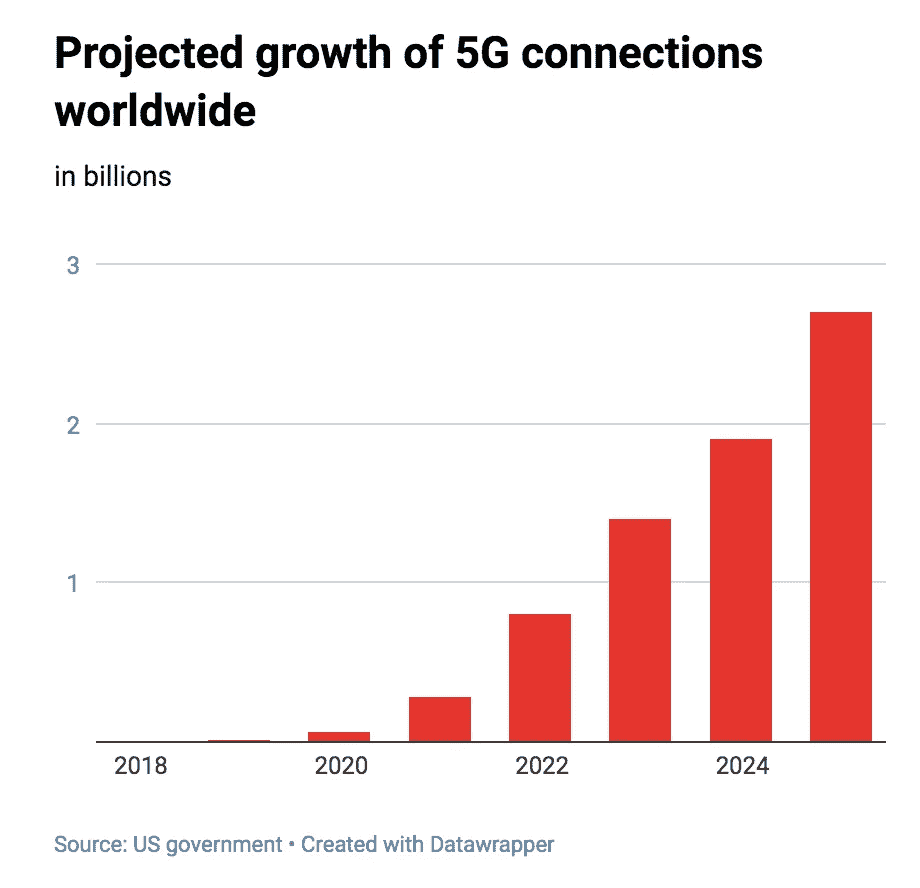 Projected growth of 5G connections
worldwide
in billions
3
2
1
2018 2020 2022 2024
Source: US government • Created with Datawrapper